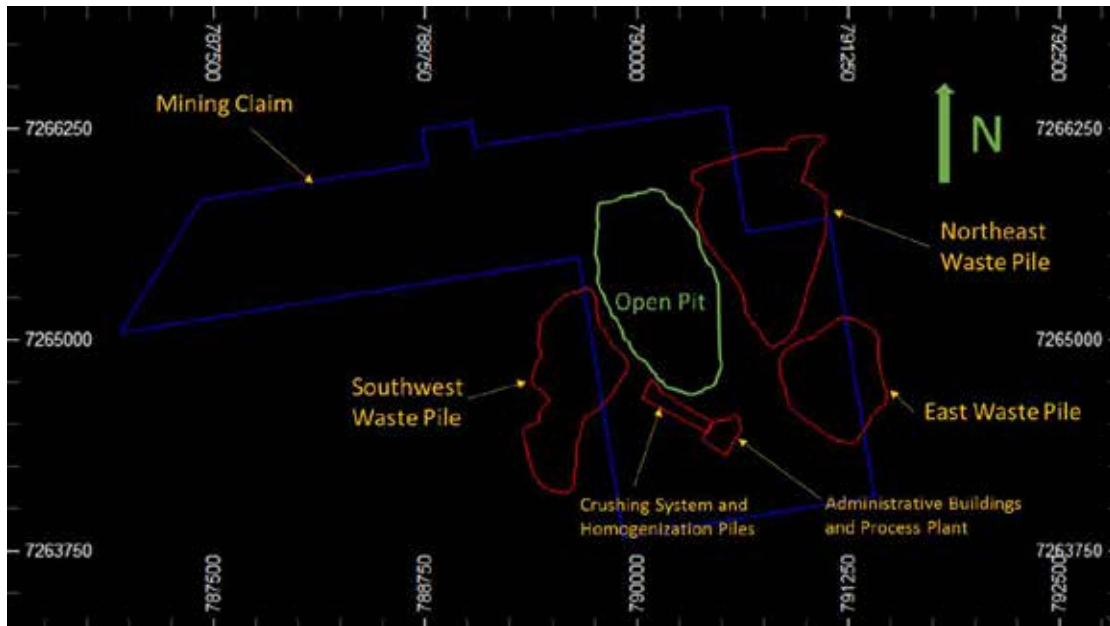 787500
788750
790000
791250
792500
Mining Claim
7266250
7266250
N
Northeast
Waste Pile
Open Pit
7265000
7265000
Southwest
Waste Pile
East Waste Pile
Crushing System and
Homogenization Piles
Administrative Buildings
and Process Plant
7263750
7263750
787500
788750
790000
791250
792500